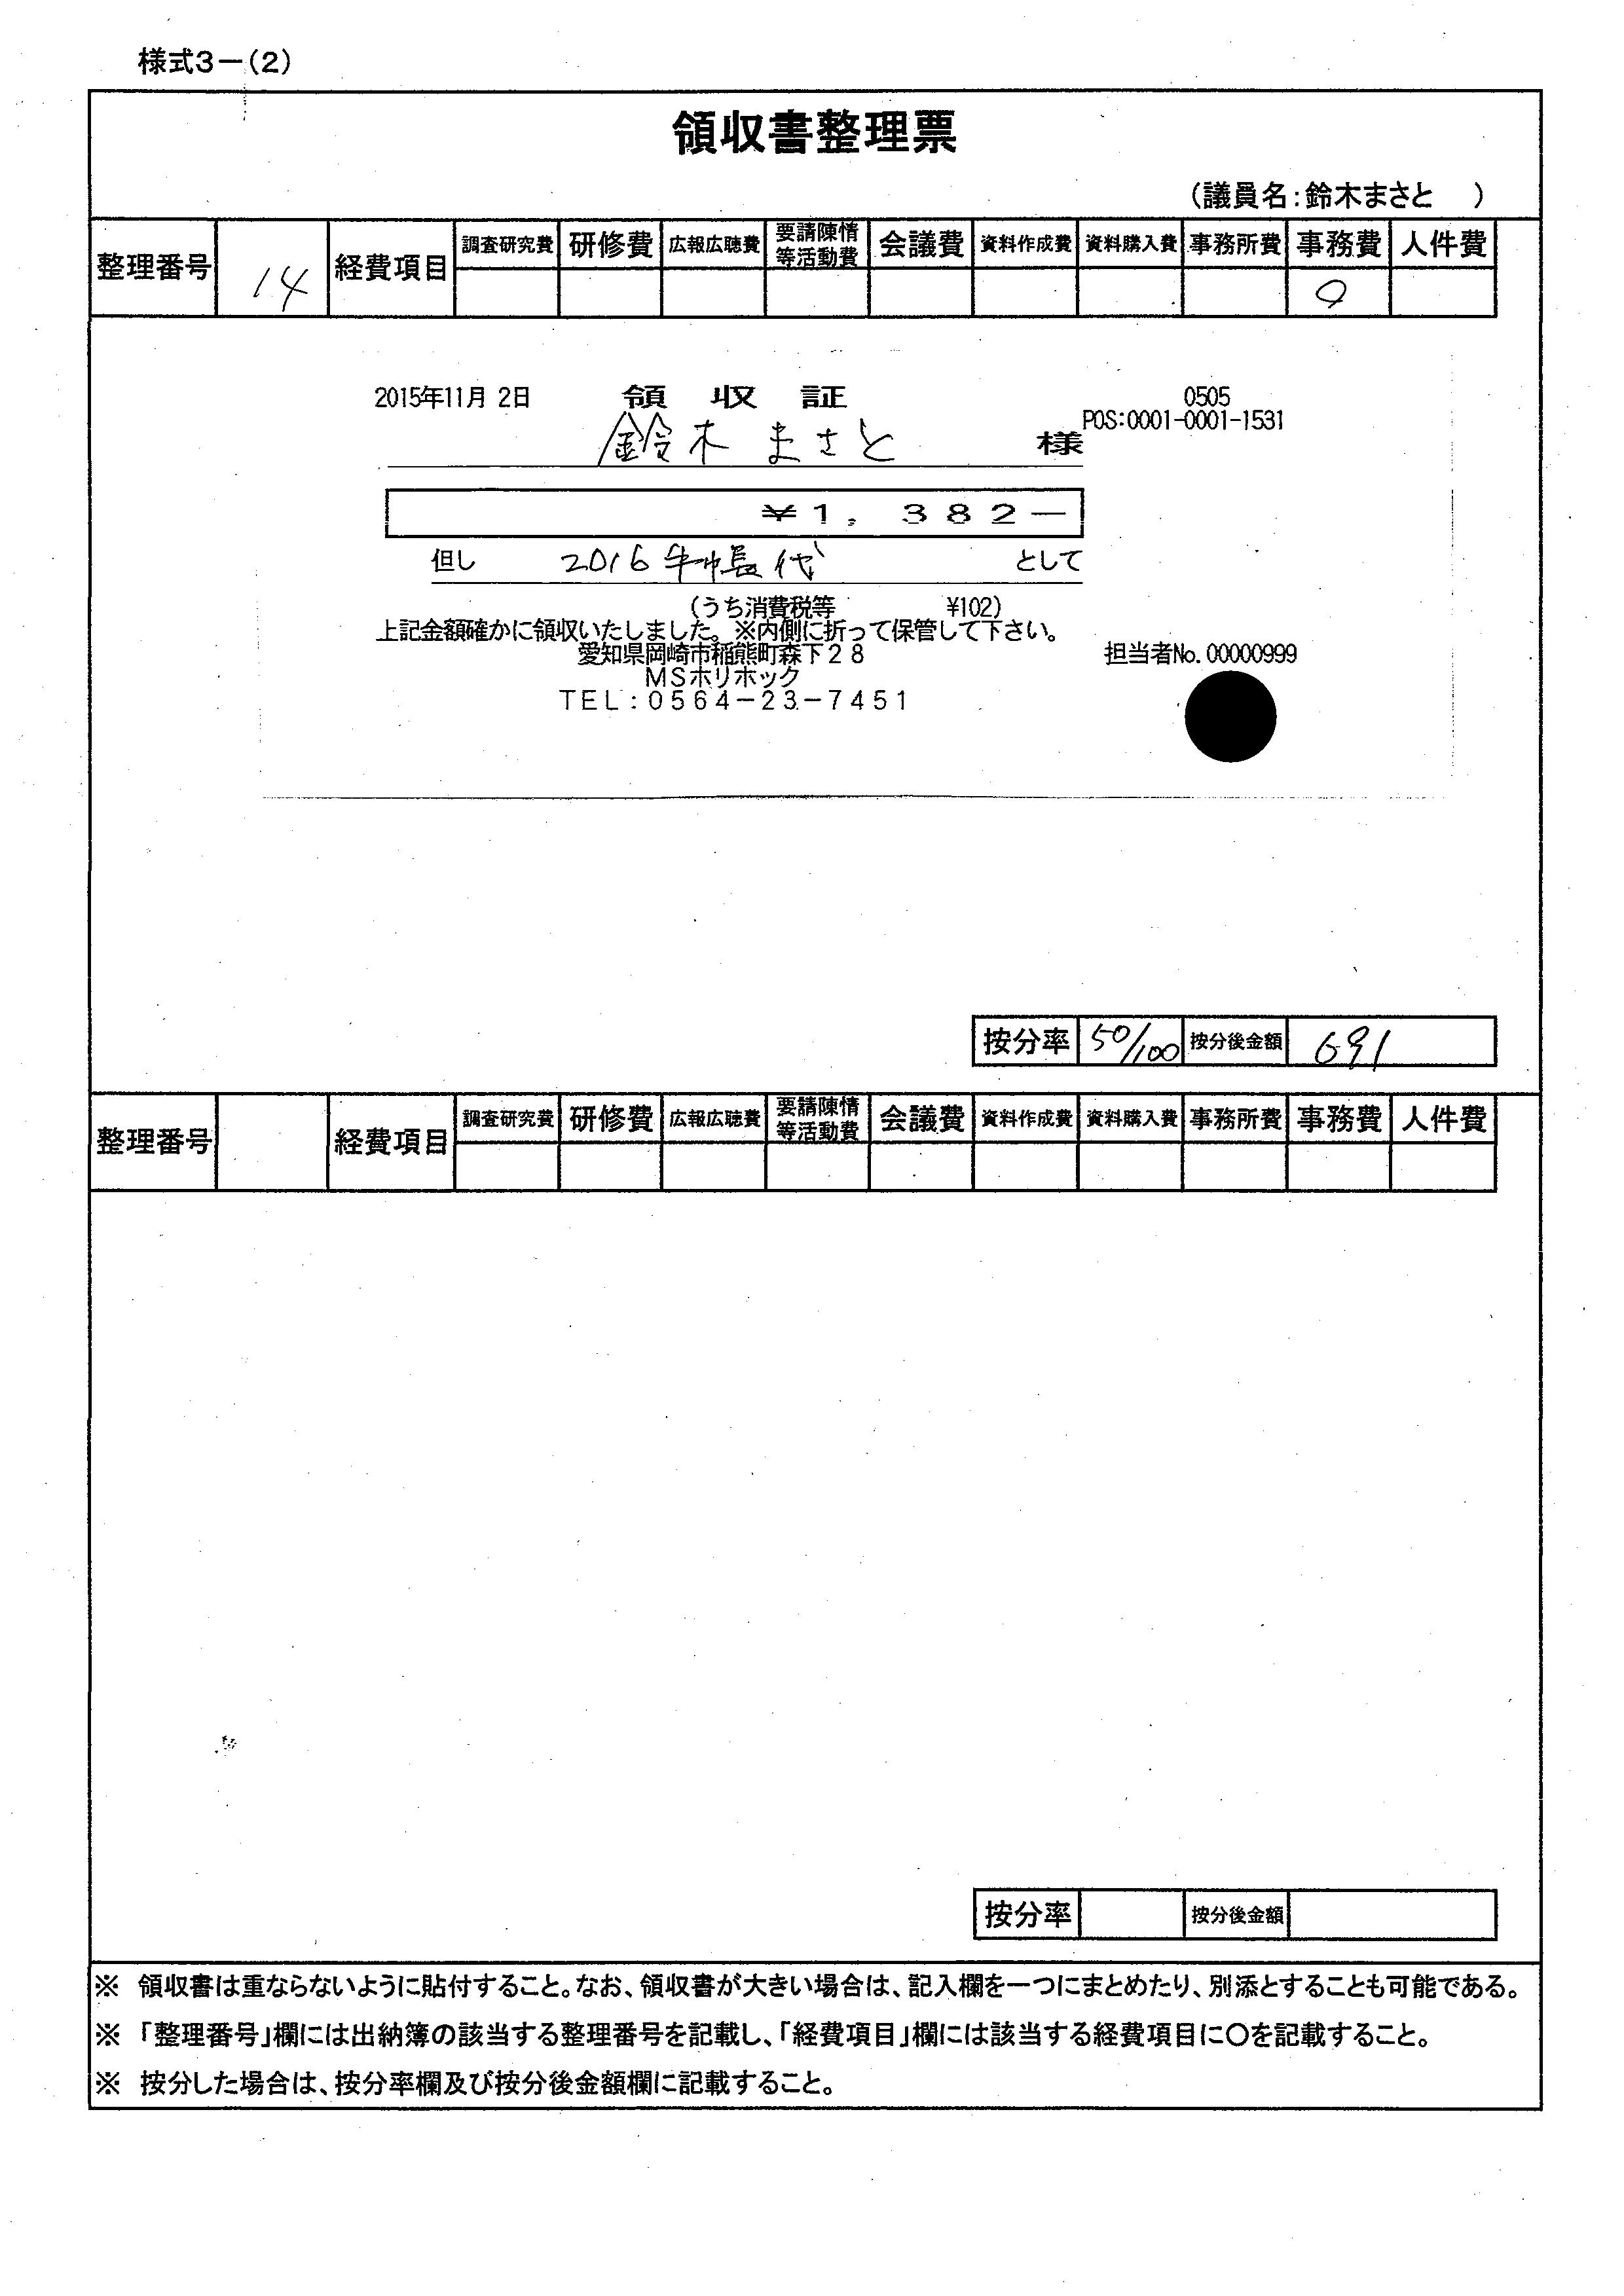 様式3－(2)
領収書整理票
(議員名:鈴木まさと　)
整理番号 14 経費項目 調査研究費 研修費 広報広聴費 要請陳情等活動費 会議費 資料作成費 資料購入費 事務所費 事務費 人件費
○
2015年11月 2日 領 収 証 0505
POS:0001-0001-1531
鈴木 まさと 様
¥1,382－
但し 2016手帳代 として
(うち消費税等 ¥102)
上記金額確かに領収いたしました。※内側に折って保管して下さい。
愛知県岡崎市稲熊町森下28 担当者No.00000999
MSホリホック
TEL:0564-23-7451
按分率 50/100 按分後金額 691
整理番号 経費項目 調査研究費 研修費 広報広聴費 要請陳情等活動費 会議費 資料作成費 資料購入費 事務所費 事務費 人件費
按分率 按分後金額
※ 領収書は重ならないように貼付すること。なお、領収書が大きい場合は、記入欄を一つにまとめたり、別添とすることも可能である。
※ 「整理番号」欄には出納簿の該当する整理番号を記載し、「経費項目」欄には該当する経費項目に○を記載すること。
※ 按分した場合は、按分率欄及び按分後金額欄に記載すること。